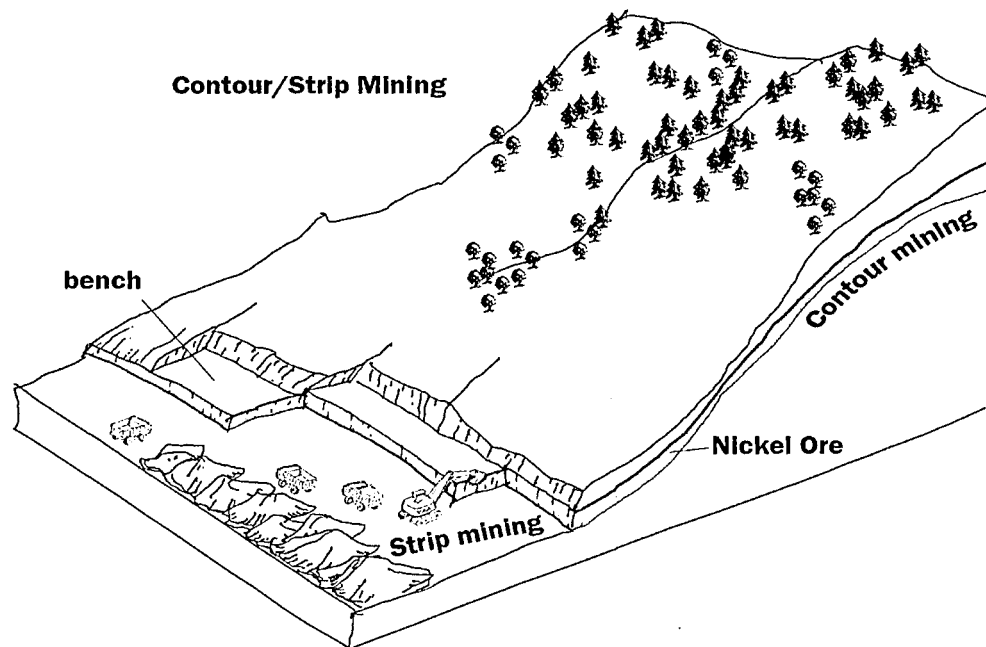 Contour/Strip Mining
bench
Contour mining
Nickel Ore
Strip mining